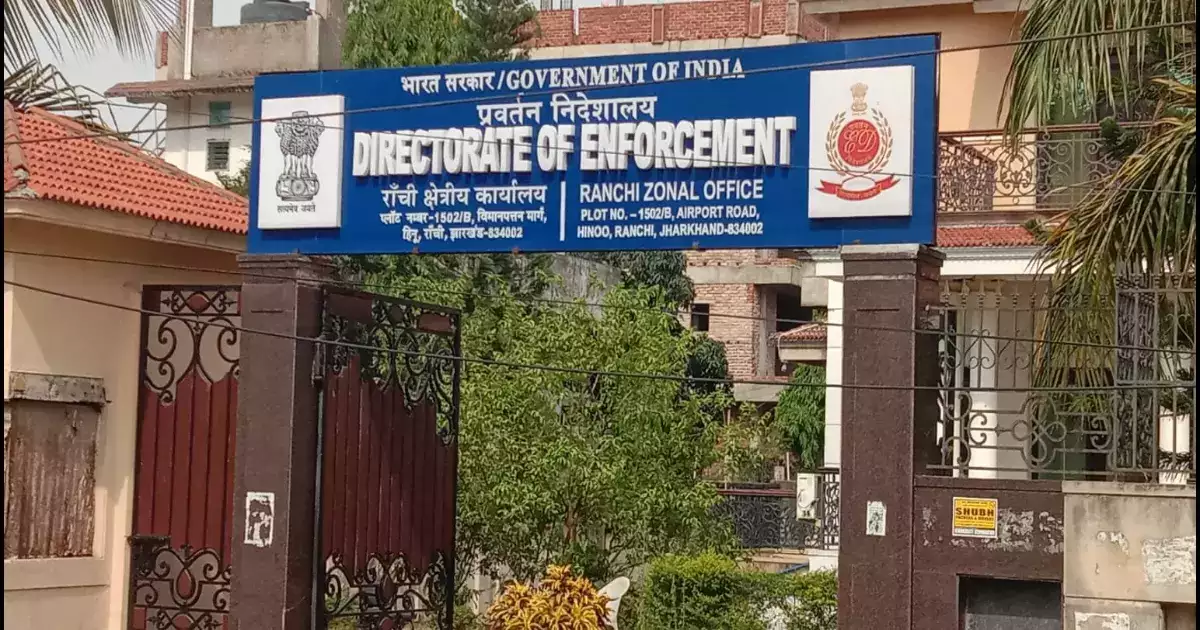 भारत सरकार/GOVERNMENT OF INDIA
प्रवर्तन निदेशालय
DIRECTORATE OF ENFORCEMENT
राँची क्षेत्रीय कार्यालय
प्लॉट नम्बर-1502/B, विमानपत्तन मार्ग,
हिनू, राँची, झारखण्ड-834002
RANCHI ZONAL OFFICE
PLOT NO. -1502/B, AIRPORT ROAD,
HINOO, RANCHI, JHARKHAND-834002
सत्यमेव जयते
ED
SHUBH